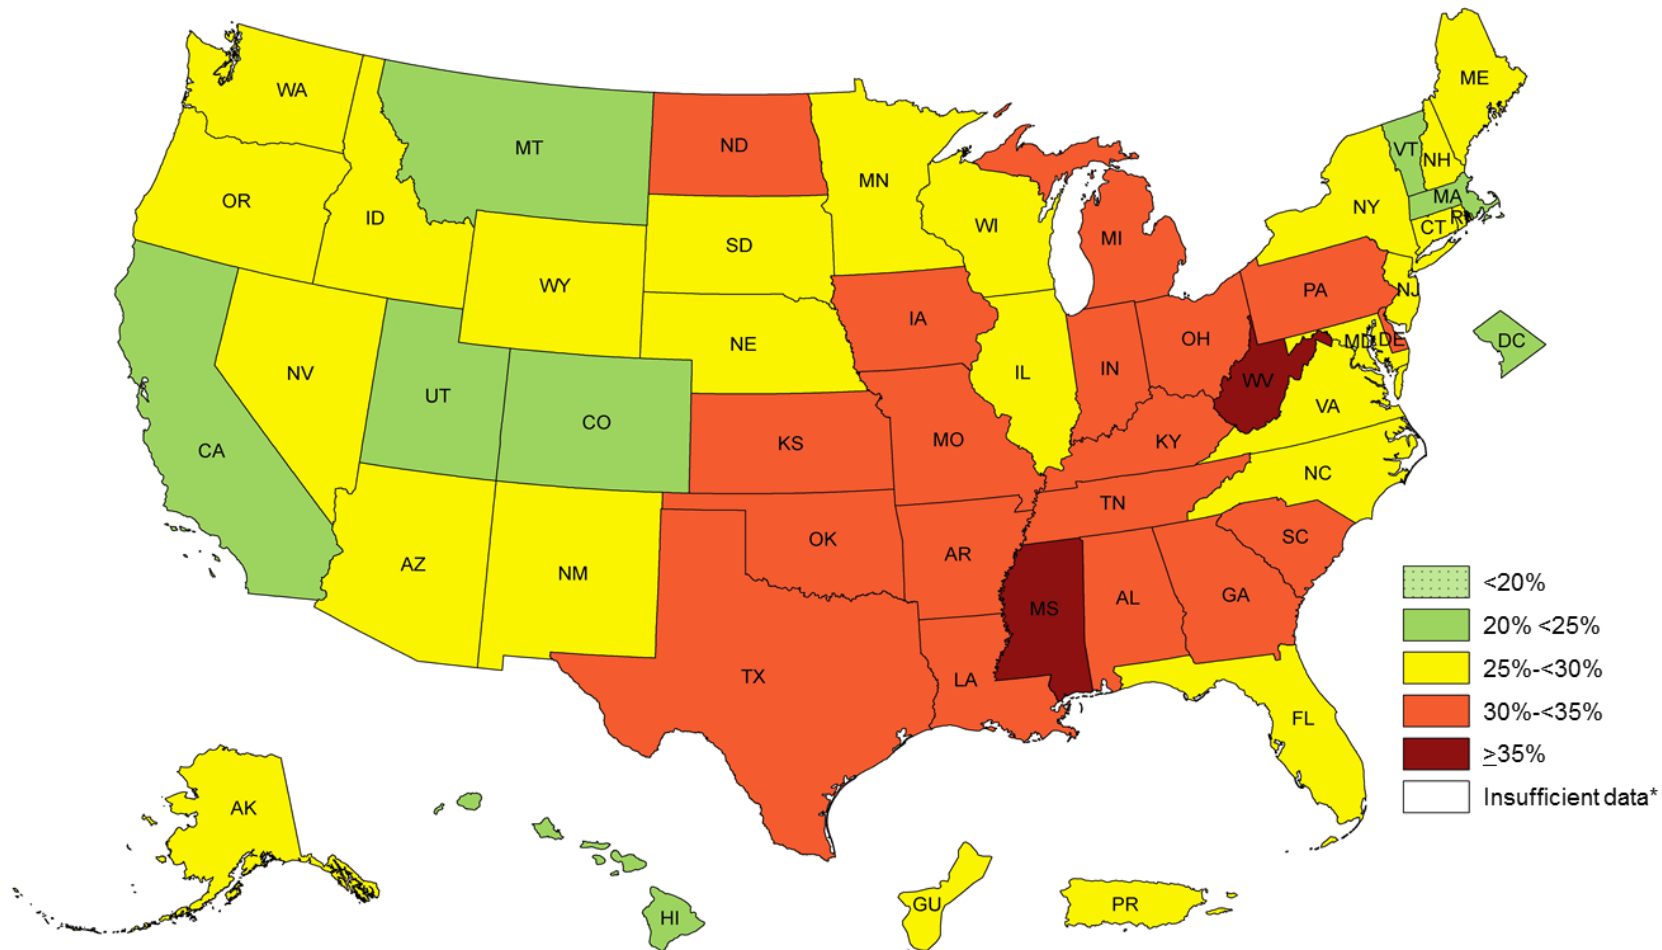 WA
ME
MT
ND
VT
NH
MN
OR
ID
MA
NY
RI
WI
CT
SD
MI
WY
PA
NJ
IA
OH
MD
DE
DC
NE
NV
IL
IN
WV
UT
VA
CO
MO
KS
KY
CA
NC
TN
SC
OK
AR
AZ
NM
GA
AL
MS
TX
LA
FL
AK
HI
GU
PR
<20%
20% <25%
25%-<30%
30%-<35%
≥35%
Insufficient data*